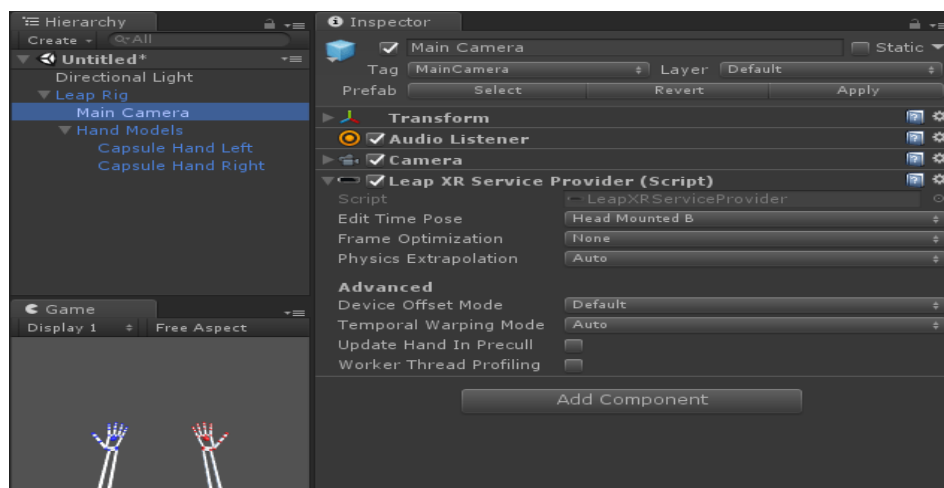 Hierarchy
Create
All
Untitled*
Directional Light
Leap Rig
Main Camera
Hand Models
Capsule Hand Left
Capsule Hand Right
Game
Display 1 Free Aspect
Inspector
Main Camera Static
Tag MainCamera Layer Default
Prefab Select Revert Apply
Transform
Audio Listener
Camera
Leap XR Service Provider (Script)
Script LeapXRServiceProvider
Edit Time Pose Head Mounted B
Frame Optimization None
Physics Extrapolation Auto
Advanced
Device Offset Mode Default
Temporal Warping Mode Auto
Update Hand In Precull
Worker Thread Profiling
Add Component